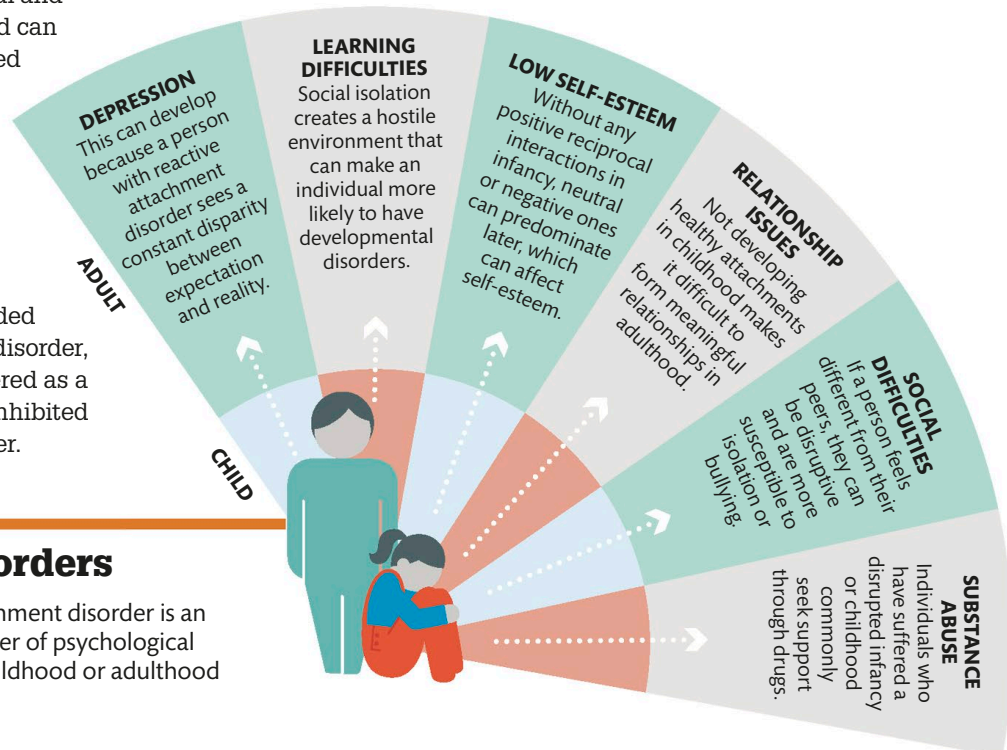 al and
d can
ed
ded
disorder,
ered as a
nhibited
er.
orders
nment disorder is an
er of psychological
ildhood or adulthood
ADULT
CHILD
DEPRESSION
This can develop
because a person
with reactive
attachment
disorder sees a
constant disparity
between
expectation
and reality.
LEARNING
DIFFICULTIES
Social isolation
creates a hostile
environment that
can make an
individual more
likely to have
developmental
disorders.
LOW SELF-ESTEEM
Without any
positive reciprocal
interactions in
infancy, neutral
or negative ones
can predominate
later, which
can affect
self-esteem.
RELATIONSHIP
ISSUES
Not developing
healthy attachments
in childhood makes
it difficult to
form meaningful
relationships in
adulthood.
SOCIAL
DIFFICULTIES
If a person feels
different from their
peers, they can
be disruptive
and are more
susceptible to
isolation or
bullying.
SUBSTANCE
ABUSE
Individuals who
have suffered a
disrupted infancy
or childhood
commonly
seek support
through drugs.